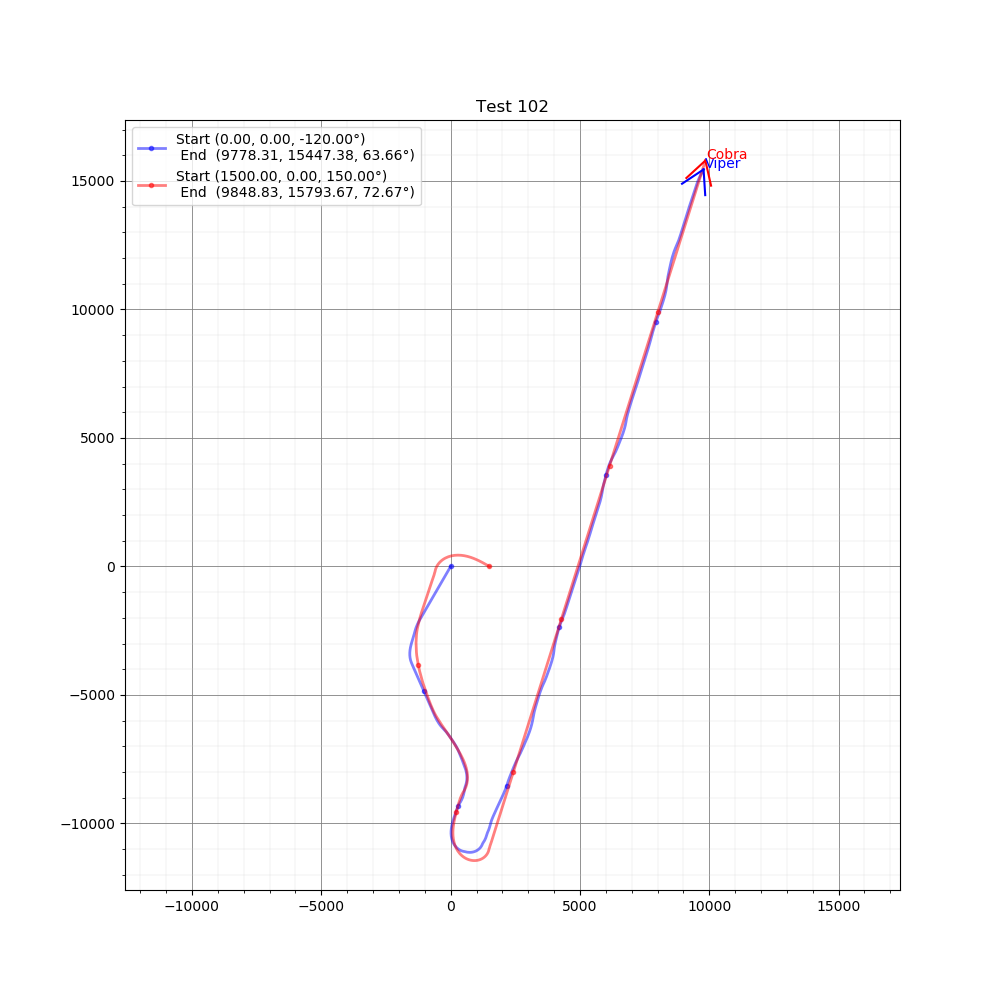 Test 102
Start (0.00, 0.00, -120.00°)
End  (9778.31, 15447.38, 63.66°)
Start (1500.00, 0.00, 150.00°)
End  (9848.83, 15793.67, 72.67°)
Cobra
Viper
15000
10000
5000
0
−5000
−10000
−10000 −5000 0 5000 10000 15000